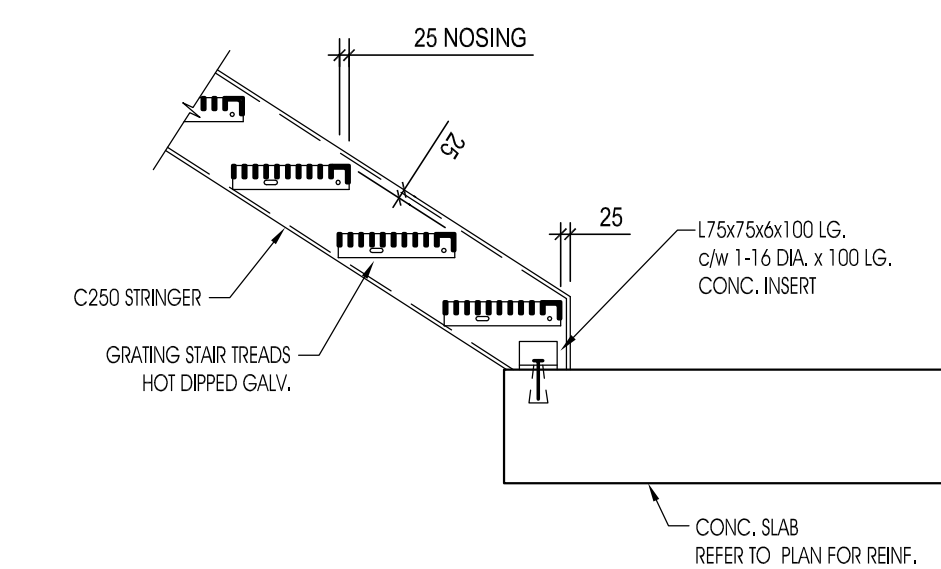 25 NOSING
25
25
L75x75x6x100 LG.
c/w 1-16 DIA. x 100 LG.
CONC. INSERT
C250 STRINGER
GRATING STAIR TREADS
HOT DIPPED GALV.
CONC. SLAB
REFER TO PLAN FOR REINF.